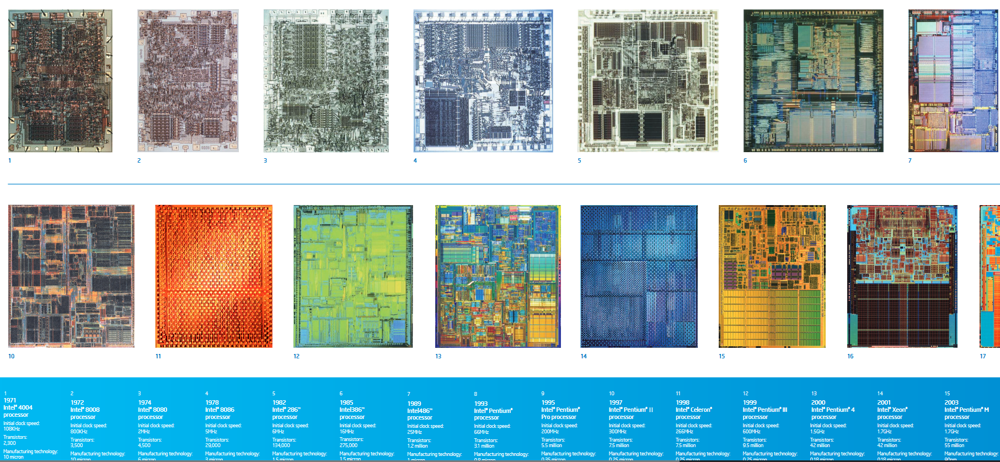 4004
1
2
3
4
5
6
7
10
11
12
13
14
15
16
17
1
1971
Intel® 4004
processor
Initial clock speed:
108KHz
Transistors:
2,300
Manufacturing technology:
10 micron
2
1972
Intel® 8008
processor
Initial clock speed:
800KHz
Transistors:
3,500
Manufacturing technology:
10 micron
3
1974
Intel® 8080
processor
Initial clock speed:
2MHz
Transistors:
4,500
Manufacturing technology:
6 micron
4
1978
Intel® 8086
processor
Initial clock speed:
5MHz
Transistors:
29,000
Manufacturing technology:
3 micron
5
1982
Intel® 286™
processor
Initial clock speed:
6MHz
Transistors:
134,000
Manufacturing technology:
1.5 micron
6
1985
Intel386™
processor
Initial clock speed:
16MHz
Transistors:
275,000
Manufacturing technology:
1.5 micron
7
1989
Intel486™
processor
Initial clock speed:
25MHz
Transistors:
1.2 million
Manufacturing technology:
1 micron
8
1993
Intel® Pentium®
processor
Initial clock speed:
66MHz
Transistors:
3.1 million
Manufacturing technology:
0.8 micron
9
1995
Intel® Pentium®
Pro processor
Initial clock speed:
200MHz
Transistors:
5.5 million
Manufacturing technology:
0.35 micron
10
1997
Intel® Pentium® II
processor
Initial clock speed:
300MHz
Transistors:
7.5 million
Manufacturing technology:
0.25 micron
11
1998
Intel® Celeron®
processor
Initial clock speed:
266MHz
Transistors:
7.5 million
Manufacturing technology:
0.25 micron
12
1999
Intel® Pentium® III
processor
Initial clock speed:
600MHz
Transistors:
9.5 million
Manufacturing technology:
0.25 micron
13
2000
Intel® Pentium® 4
processor
Initial clock speed:
1.5GHz
Transistors:
42 million
Manufacturing technology:
0.18 micron
14
2001
Intel® Xeon®
processor
Initial clock speed:
1.7GHz
Transistors:
42 million
Manufacturing technology:
0.18 micron
15
2003
Intel® Pentium® M
processor
Initial clock speed:
1.7GHz
Transistors:
55 million
Manufacturing technology:
90nm